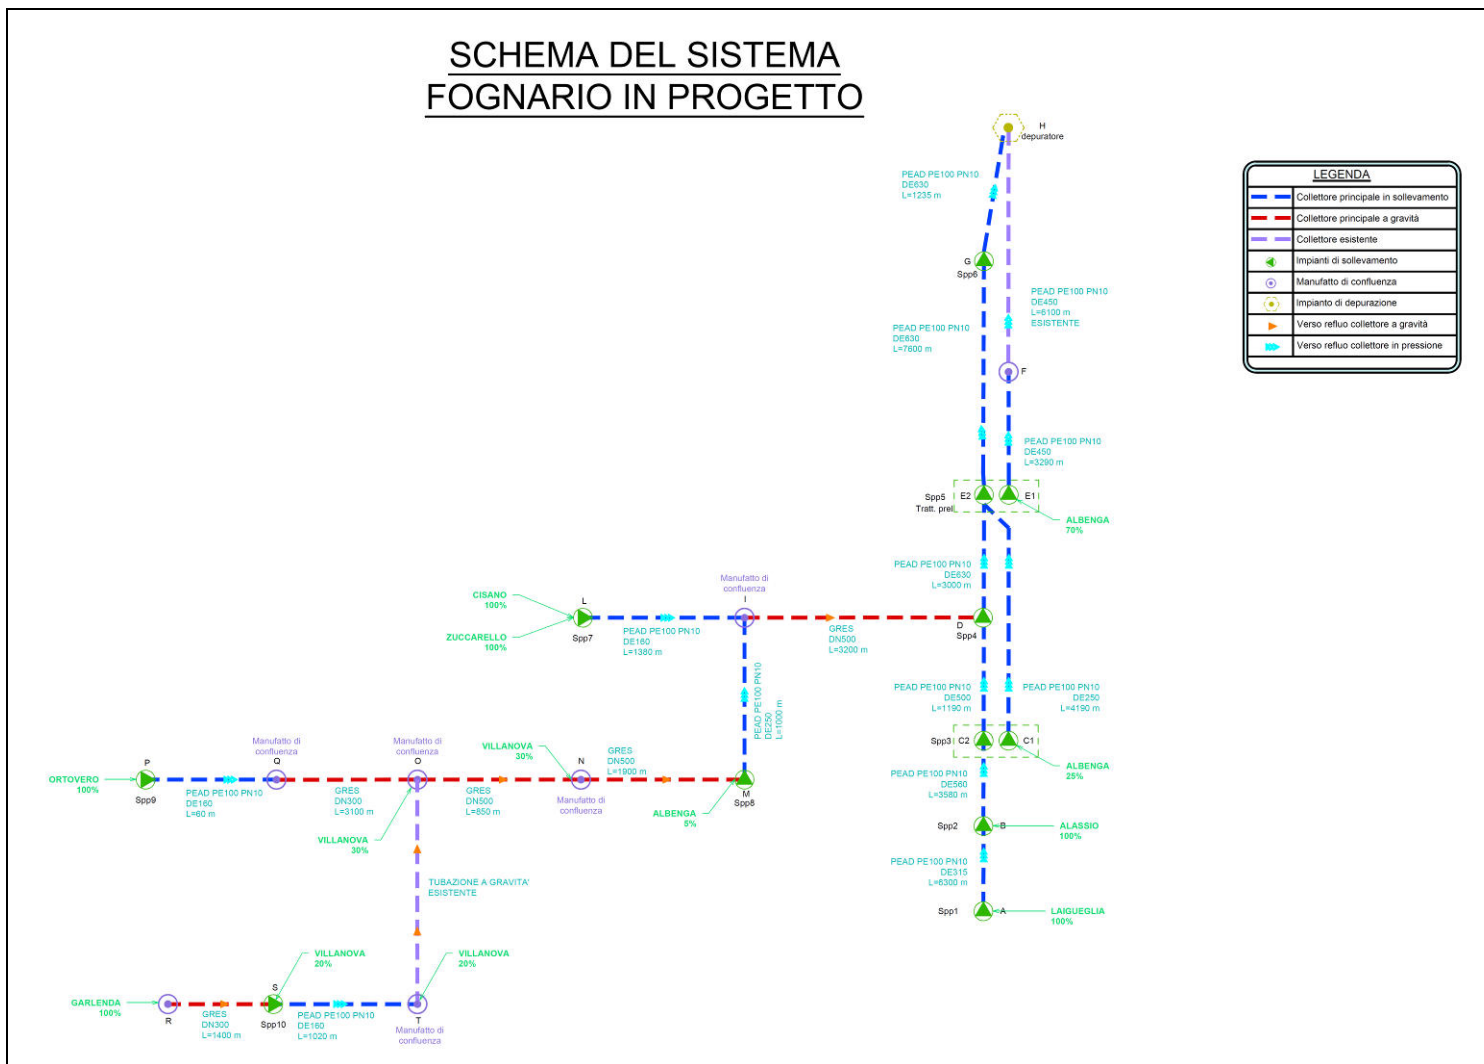 SCHEMA DEL SISTEMA
FOGNARIO IN PROGETTO
H
depuratore
PEAD PE100 PN10
DE630
L=1235 m
G
Spp6
PEAD PE100 PN10
DE450
L=6100 m
ESISTENTE
PEAD PE100 PN10
DE630
L=7600 m
F
PEAD PE100 PN10
DE450
L=3290 m
Spp5
Tratt. prel
E2
E1
ALBENGA
70%
PEAD PE100 PN10
DE630
L=3000 m
Manufatto di
confluenza
I
CISANO
100%
L
Spp7
ZUCCARELLO
100%
PEAD PE100 PN10
DE160
L=1380 m
GRES
DN500
L=3200 m
D
Spp4
PEAD PE100 PN10
DE250
L=1000 m
PEAD PE100 PN10
DE500
L=1190 m
PEAD PE100 PN10
DE250
L=4190 m
Spp3
C2
C1
ALBENGA
25%
Manufatto di
confluenza
Q
Manufatto di
confluenza
O
VILLANOVA
30%
N
GRES
DN500
L=1900 m
P
ORTOVERO
100%
Spp9
PEAD PE100 PN10
DE160
L=60 m
GRES
DN300
L=3100 m
GRES
DN500
L=850 m
Manufatto di
confluenza
M
Spp8
ALBENGA
5%
VILLANOVA
30%
PEAD PE100 PN10
DE560
L=3580 m
Spp2
B
ALASSIO
100%
PEAD PE100 PN10
DE315
L=6300 m
Spp1
A
LAIGUEGLIA
100%
TUBAZIONE A GRAVITA'
ESISTENTE
VILLANOVA
20%
VILLANOVA
20%
GARLENDA
100%
R
GRES
DN300
L=1400 m
S
Spp10
PEAD PE100 PN10
DE160
L=1020 m
T
Manufatto di
confluenza
LEGENDA
Collettore principale in sollevamento
Collettore principale a gravità
Collettore esistente
Impianti di sollevamento
Manufatto di confluenza
Impianto di depurazione
Verso refluo collettore a gravità
Verso refluo collettore in pressione